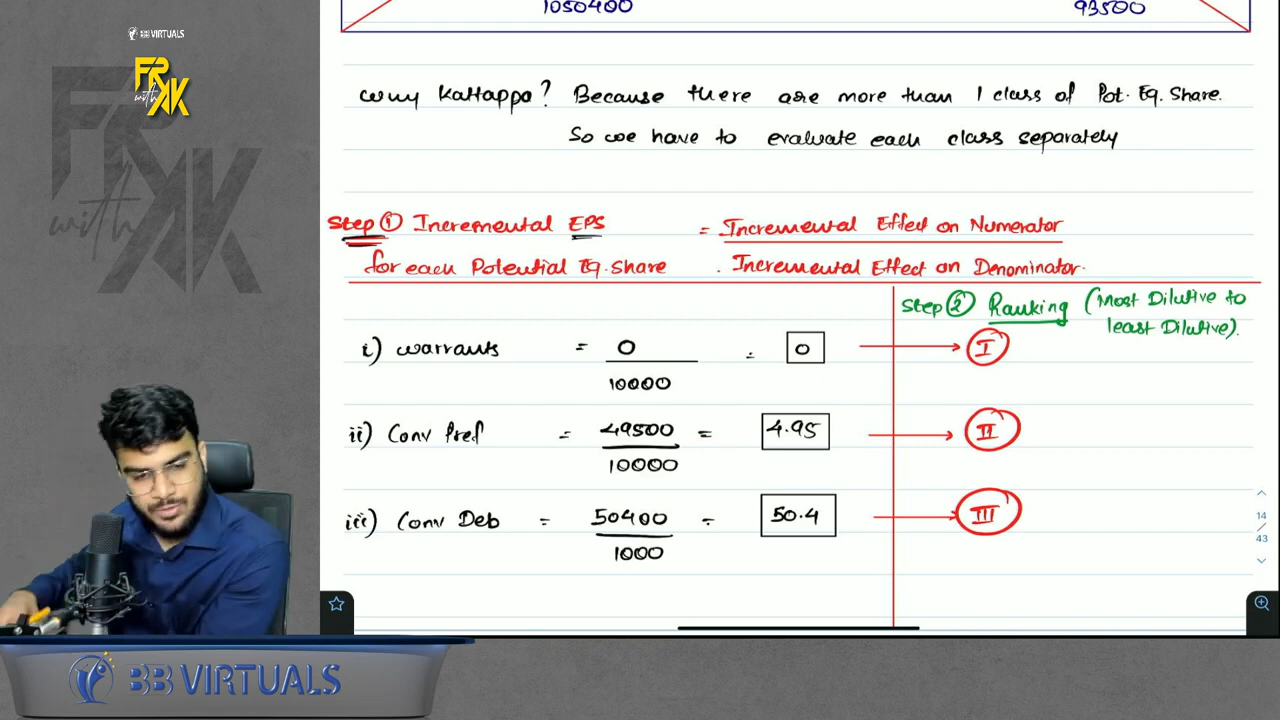 BB VIRTUALS
FR
with
AK
FR
with
AK
1050400 93500
Why Kattappa? Because there are more than 1 class of Pot. Eq. Share.
So we have to evaluate each class separately
Step ① Incremental EPS = Incremental Effect on Numerator
for each Potential Eq. Share . Incremental Effect on Denominator.
Step ② Ranking (Most Dilutive to
least Dilutive).
i) warrants = 0 = 0 I
10000
ii) Conv Pref = 49500 = 4.95 II
10000
iii) Conv Deb = 50400 = 50.4 III
1000
14
/
43
BB VIRTUALS